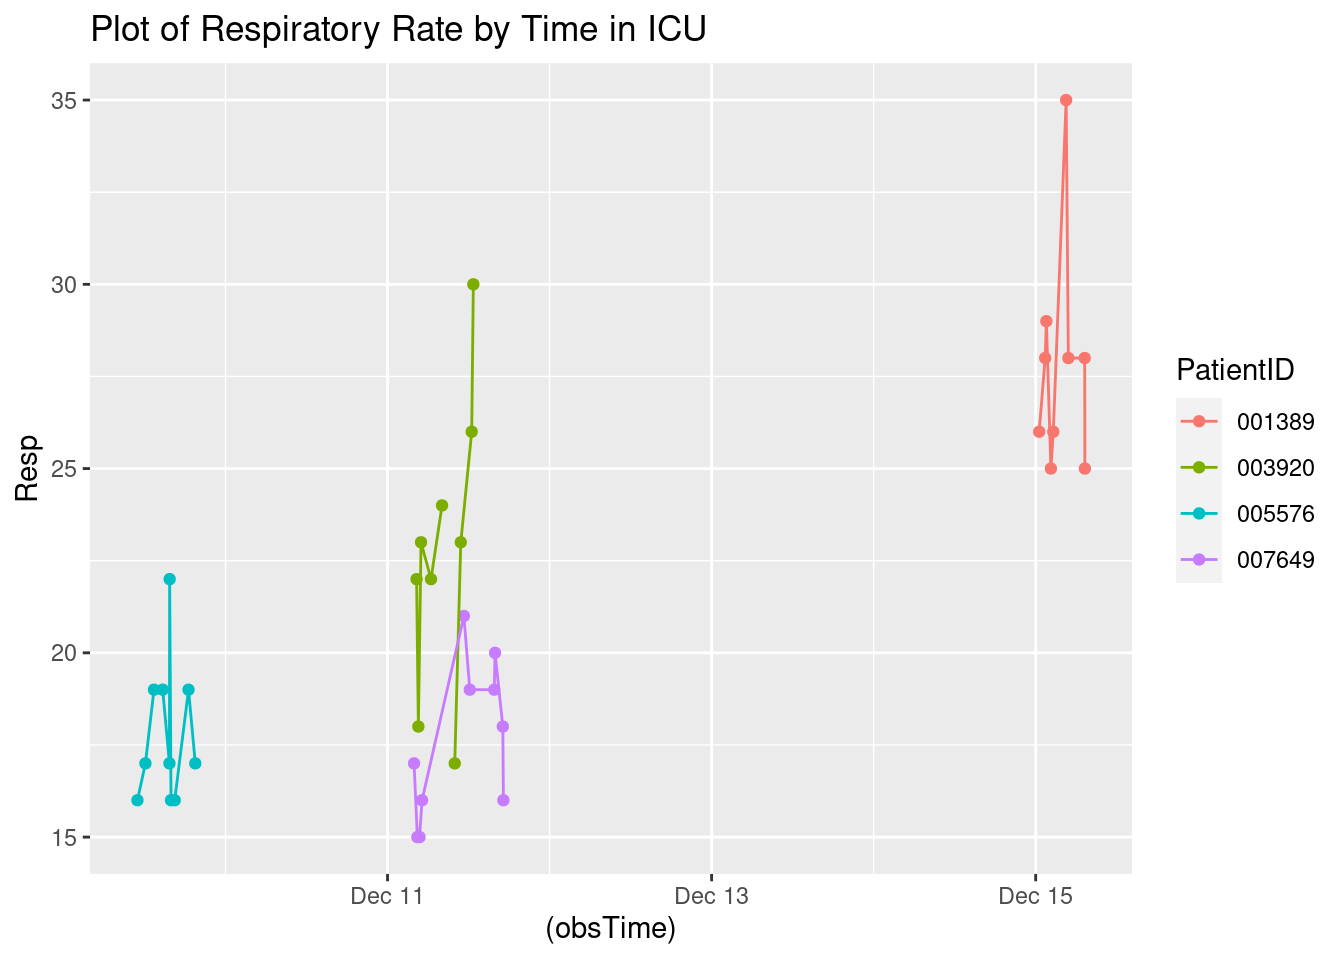 Plot of Respiratory Rate by Time in ICU
35
30
25
20
15
Resp
Dec 11
Dec 13
Dec 15
(obsTime)
PatientID
001389
003920
005576
007649